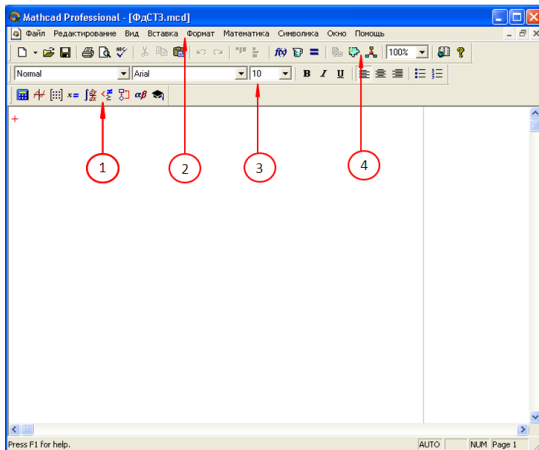 Mathcad Professional - [ФдСТ3.mcd]
Файл Редактирование Вид Вставка Формат Математика Символика Окно Помощь
100%
Normal Arial 10 B I U
αβ
1 2 3 4
Press F1 for help. AUTO NUM Page 1